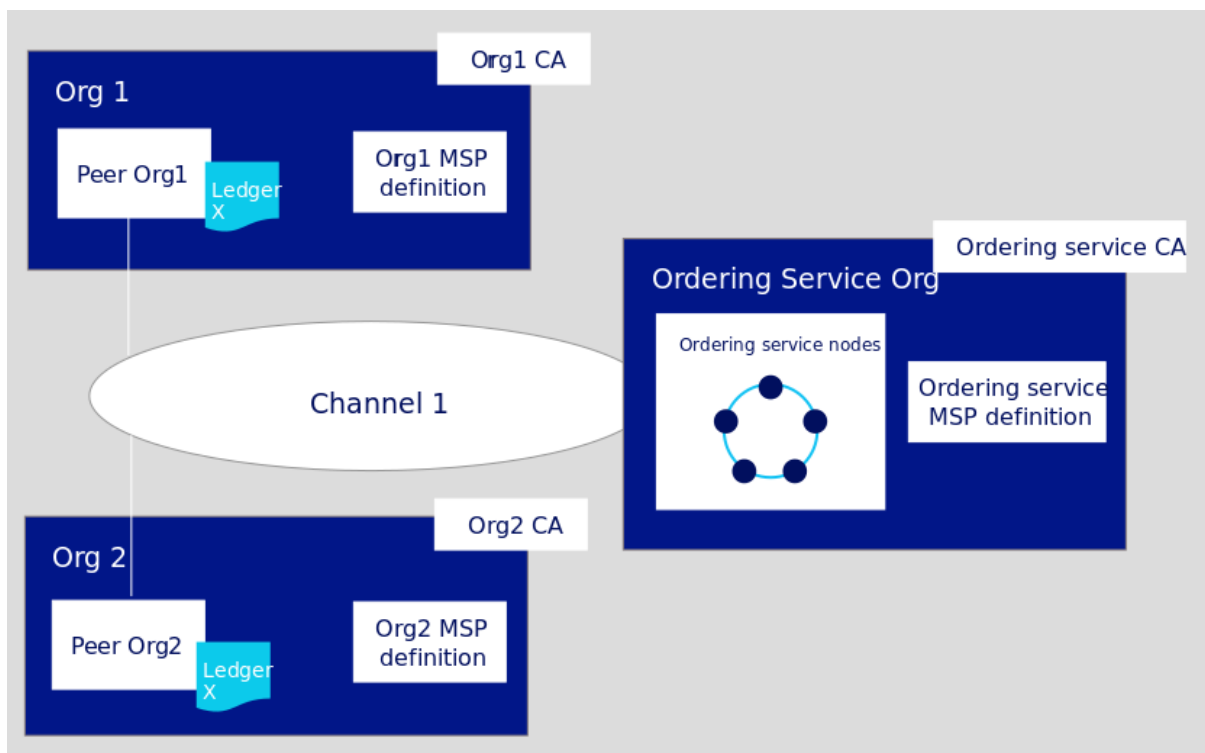 Org1 CA
Org 1
Peer Org1
Ledger
X
Org1 MSP
definition
Ordering service CA
Ordering Service Org
Ordering service nodes
Ordering service
MSP definition
Channel 1
Org2 CA
Org 2
Peer Org2
Ledger
X
Org2 MSP
definition